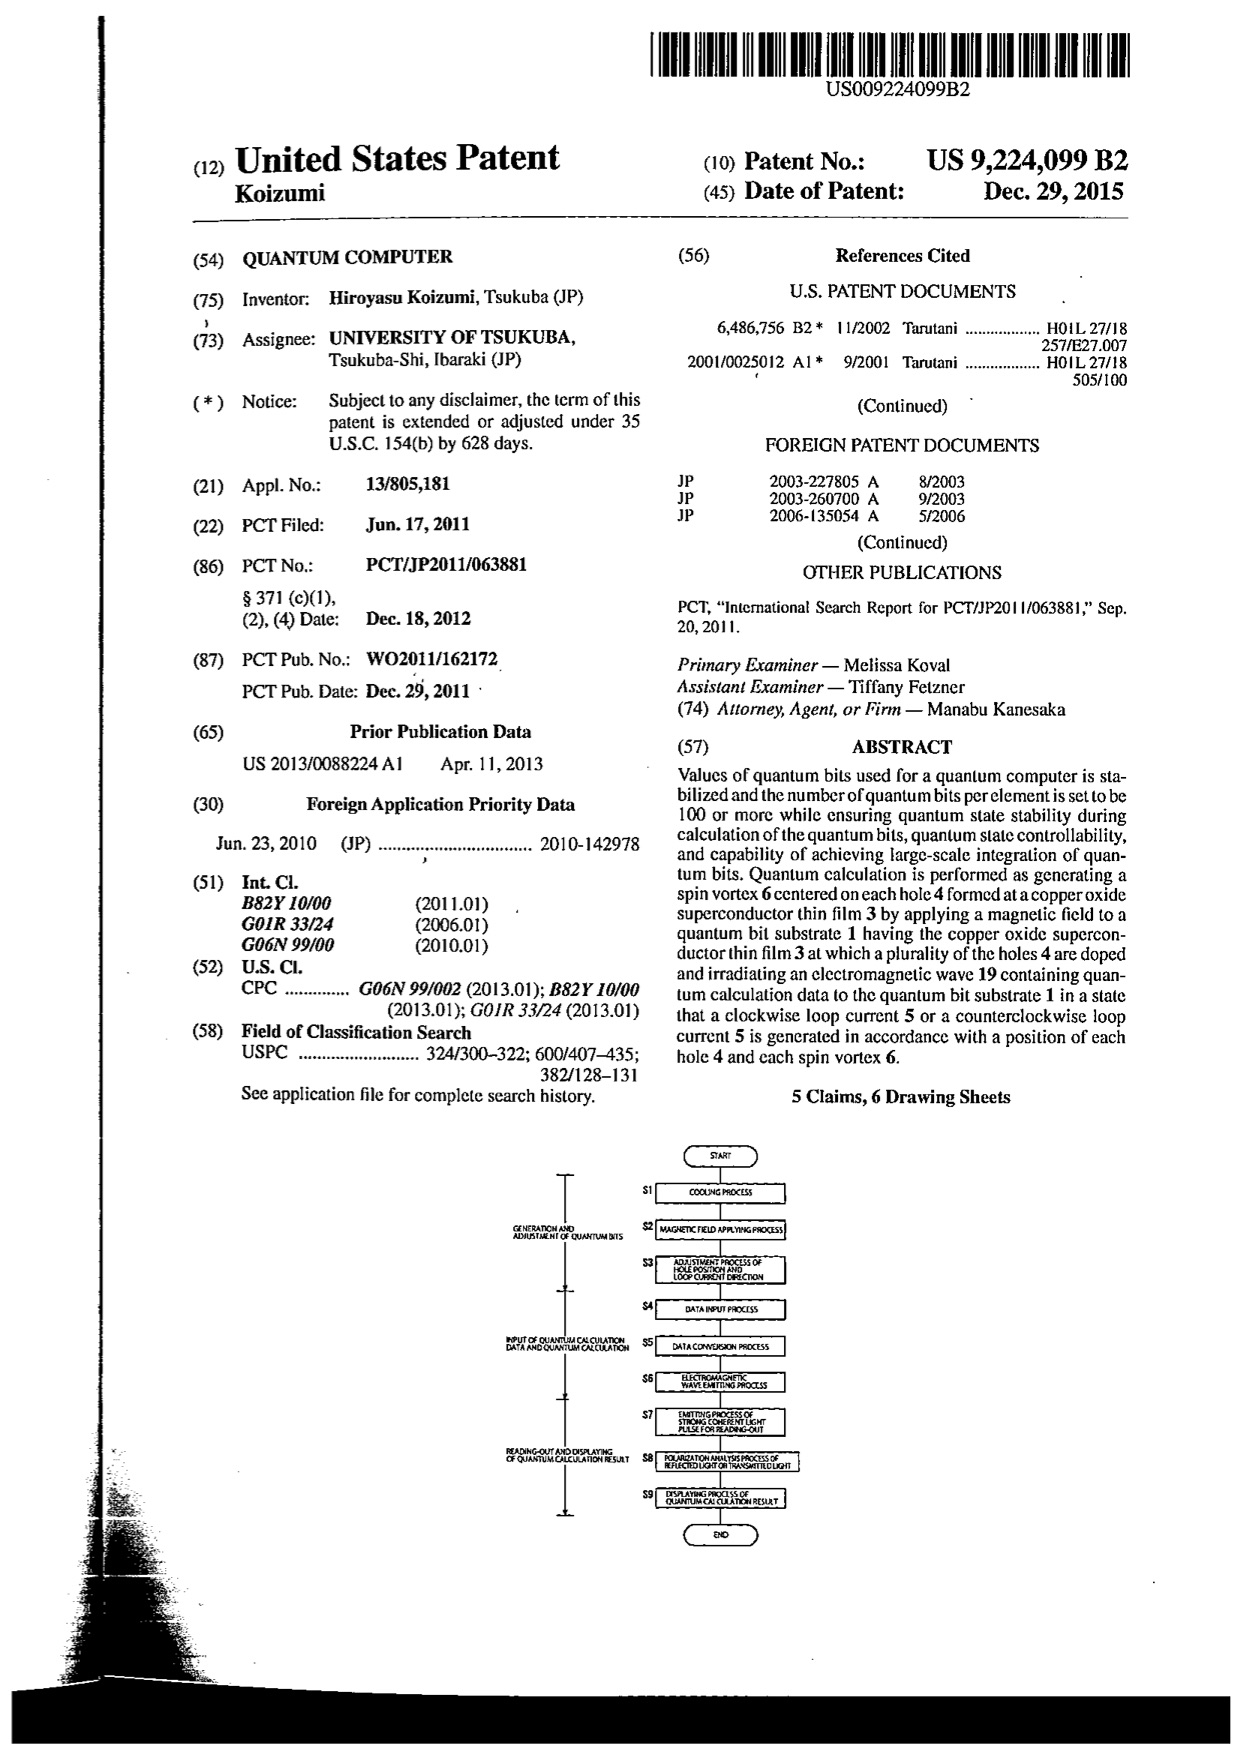 US009224099B2
(12) United States Patent
Koizumi
(10) Patent No.: US 9,224,099 B2
(45) Date of Patent: Dec. 29, 2015
(54) QUANTUM COMPUTER
(75) Inventor: Hiroyasu Koizumi, Tsukuba (JP)
(73) Assignee: UNIVERSITY OF TSUKUBA,
Tsukuba-Shi, Ibaraki (JP)
( * ) Notice: Subject to any disclaimer, the term of this
patent is extended or adjusted under 35
U.S.C. 154(b) by 628 days.
(21) Appl. No.: 13/805,181
(22) PCT Filed: Jun. 17, 2011
(86) PCT No.: PCT/JP2011/063881
§ 371 (c)(1),
(2), (4) Date: Dec. 18, 2012
(87) PCT Pub. No.: WO2011/162172
PCT Pub. Date: Dec. 29, 2011
(65) Prior Publication Data
US 2013/0088224 A1 Apr. 11, 2013
(30) Foreign Application Priority Data
Jun. 23, 2010 (JP) ................................. 2010-142978
(51) Int. Cl.
B82Y 10/00 (2011.01)
G01R 33/24 (2006.01)
G06N 99/00 (2010.01)
(52) U.S. Cl.
CPC ............. G06N 99/002 (2013.01); B82Y 10/00
(2013.01); G01R 33/24 (2013.01)
(58) Field of Classification Search
USPC .......................... 324/300–322; 600/407–435;
382/128–131
See application file for complete search history.
(56) References Cited
U.S. PATENT DOCUMENTS
6,486,756 B2 * 11/2002 Tarutani ................. H01L 27/18
257/E27.007
2001/0025012 A1 * 9/2001 Tarutani ................. H01L 27/18
505/100
(Continued)
FOREIGN PATENT DOCUMENTS
JP 2003-227805 A 8/2003
JP 2003-260700 A 9/2003
JP 2006-135054 A 5/2006
(Continued)
OTHER PUBLICATIONS
PCT, "International Search Report for PCT/JP2011/063881," Sep.
20, 2011.
Primary Examiner — Melissa Koval
Assistant Examiner — Tiffany Fetzner
(74) Attorney, Agent, or Firm — Manabu Kanesaka
(57) ABSTRACT
Values of quantum bits used for a quantum computer is sta-
bilized and the number of quantum bits per element is set to be
100 or more while ensuring quantum state stability during
calculation of the quantum bits, quantum state controllability,
and capability of achieving large-scale integration of quan-
tum bits. Quantum calculation is performed as generating a
spin vortex 6 centered on each hole 4 formed at a copper oxide
superconductor thin film 3 by applying a magnetic field to a
quantum bit substrate 1 having the copper oxide supercon-
ductor thin film 3 at which a plurality of the holes 4 are doped
and irradiating an electromagnetic wave 19 containing quan-
tum calculation data to the quantum bit substrate 1 in a state
that a clockwise loop current 5 or a counterclockwise loop
current 5 is generated in accordance with a position of each
hole 4 and each spin vortex 6.
5 Claims, 6 Drawing Sheets
START
S1 COOLING PROCESS
GENERATION AND
ADJUSTMENT OF QUANTUM BITS
S2 MAGNETIC FIELD APPLYING PROCESS
S3 ADJUSTMENT PROCESS OF
HOLE POSITION AND
LOOP CURRENT DIRECTION
S4 DATA INPUT PROCESS
INPUT OF QUANTUM CALCULATION
DATA AND QUANTUM CALCULATION
S5 DATA CONVERSION PROCESS
S6 ELECTROMAGNETIC
WAVE EMITTING PROCESS
S7 EMITTING PROCESS OF
STRONG COHERENT LIGHT
PULSE FOR READING-OUT
READING-OUT AND DISPLAYING
OF QUANTUM CALCULATION RESULT
S8 POLARIZATION ANALYSIS PROCESS OF
REFLECTED LIGHT OR TRANSMITTED LIGHT
S9 DISPLAYING PROCESS OF
QUANTUM CALCULATION RESULT
END